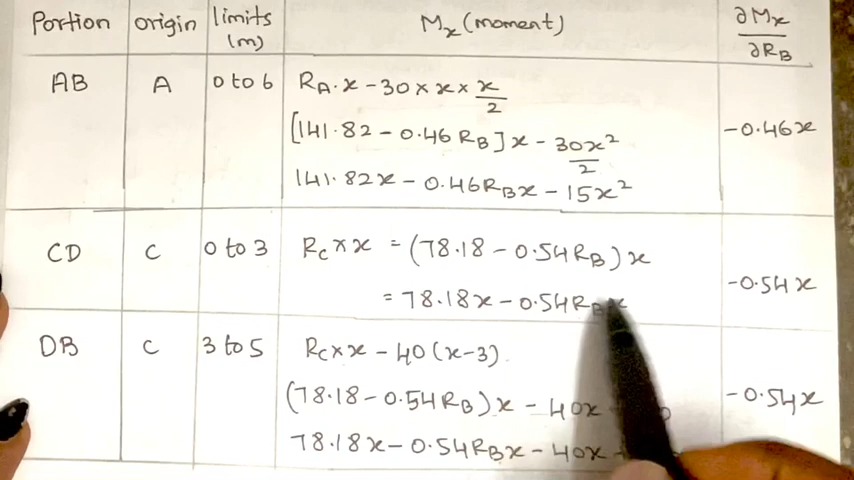 Portion origin limits (m) Mx (moment) ∂Mx/∂RB
AB A 0 to 6 RA.x - 30 × x × x/2
[141.82 - 0.46 RB] x - 30x²/2 -0.46x
141.82x - 0.46RBx - 15x²
CD C 0 to 3 RC × x = (78.18 - 0.54RB) x
= 78.18x - 0.54RBx -0.54x
DB C 3 to 5 RC × x - 40(x-3)
(78.18 - 0.54RB) x - 40x -0.54x
78.18x - 0.54RBx - 40x